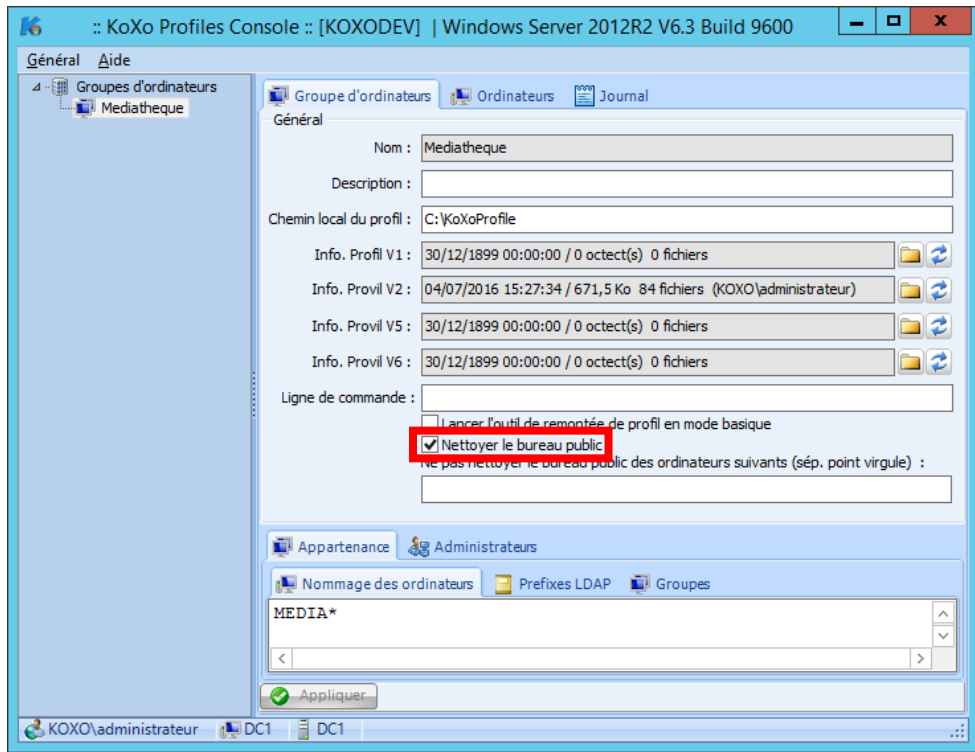 :: KoXo Profiles Console :: [KOXODEV]  | Windows Server 2012R2 V6.3 Build 9600
Général Aide
Groupes d'ordinateurs
Mediatheque
Groupe d'ordinateurs Ordinateurs Journal
Général
Nom : Mediatheque
Description :
Chemin local du profil : C:\KoXoProfile
Info. Profil V1 : 30/12/1899 00:00:00 / 0 octect(s) 0 fichiers
Info. Provil V2 : 04/07/2016 15:27:34 / 671,5 Ko 84 fichiers (KOXO\administrateur)
Info. Provil V5 : 30/12/1899 00:00:00 / 0 octect(s) 0 fichiers
Info. Provil V6 : 30/12/1899 00:00:00 / 0 octect(s) 0 fichiers
Ligne de commande :
Lancer l'outil de remontée de profil en mode basique
Nettoyer le bureau public
Ne pas nettoyer le bureau public des ordinateurs suivants (sép. point virgule) :
Appartenance Administrateurs
Nommage des ordinateurs Prefixes LDAP Groupes
MEDIA*
Appliquer
KOXO\administrateur DC1 DC1